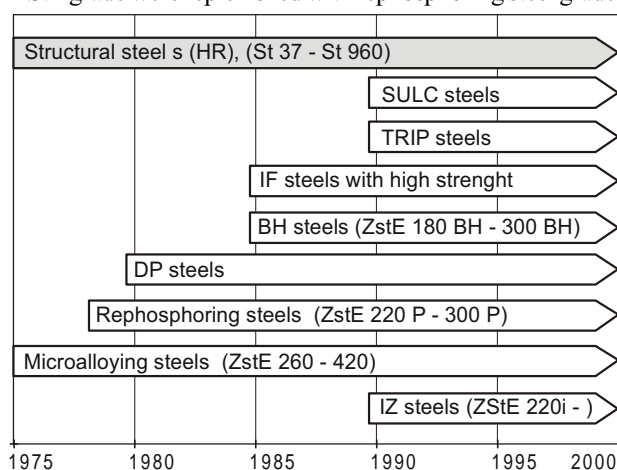 Structural steel s (HR), (St 37 - St 960)
SULC steels
TRIP steels
IF steels with high strenght
BH steels (ZstE 180 BH - 300 BH)
DP steels
Rephosphoring steels (ZstE 220 P - 300 P)
Microalloying steels (ZstE 260 - 420)
IZ steels (ZStE 220i - )
1975 1980 1985 1990 1995 2000